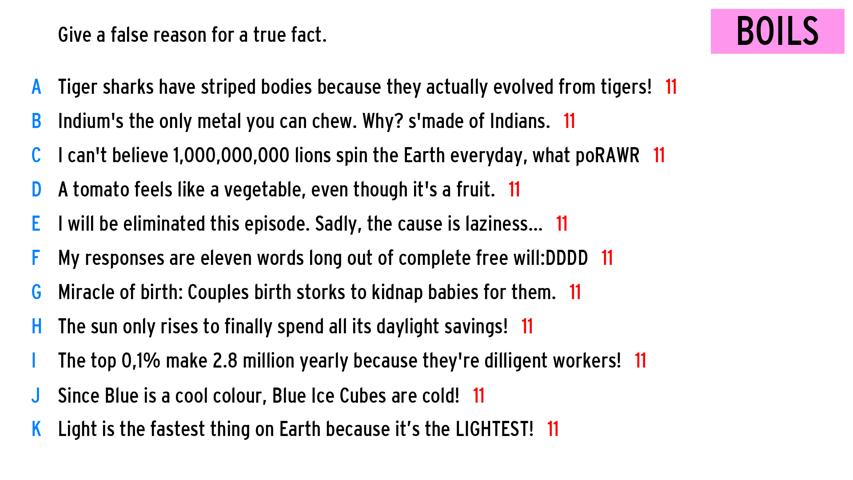 Give a false reason for a true fact.
BOILS
A Tiger sharks have striped bodies because they actually evolved from tigers! 11
B Indium's the only metal you can chew. Why? s'made of Indians. 11
C I can't believe 1,000,000,000 lions spin the Earth everyday, what poRAWR 11
D A tomato feels like a vegetable, even though it's a fruit. 11
E I will be eliminated this episode. Sadly, the cause is laziness... 11
F My responses are eleven words long out of complete free will:DDDD 11
G Miracle of birth: Couples birth storks to kidnap babies for them. 11
H The sun only rises to finally spend all its daylight savings! 11
I The top 0,1% make 2.8 million yearly because they're dilligent workers! 11
J Since Blue is a cool colour, Blue Ice Cubes are cold! 11
K Light is the fastest thing on Earth because it’s the LIGHTEST! 11